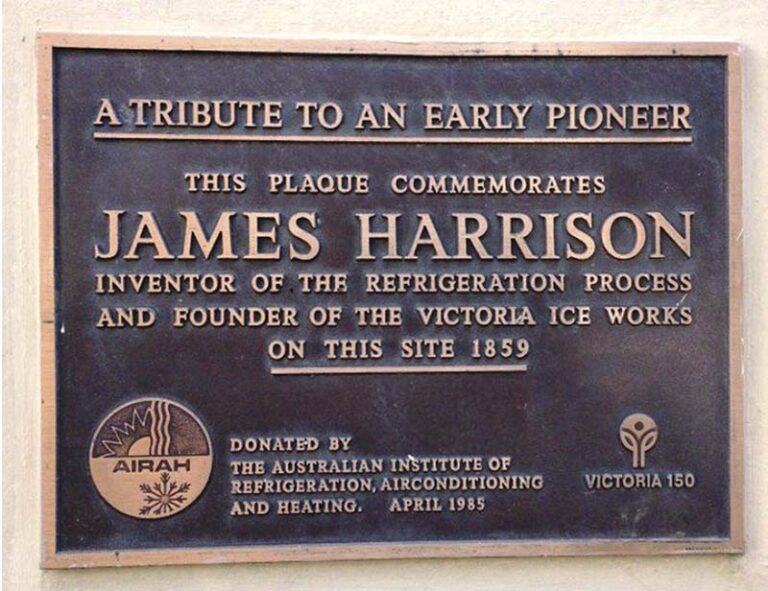 A TRIBUTE TO AN EARLY PIONEER
THIS PLAQUE COMMEMORATES
JAMES HARRISON
INVENTOR OF THE REFRIGERATION PROCESS
AND FOUNDER OF THE VICTORIA ICE WORKS
ON THIS SITE 1859
AIRAH
DONATED BY
THE AUSTRALIAN INSTITUTE OF
REFRIGERATION, AIRCONDITIONING
AND HEATING. APRIL 1985
VICTORIA 150